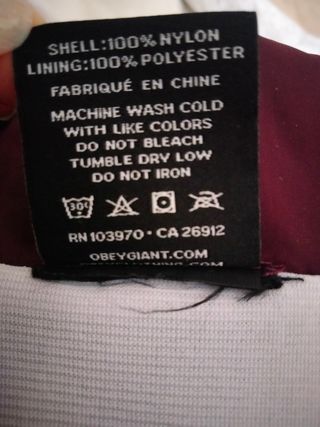 SHELL:100% NYLON
LINING:100% POLYESTER
FABRIQUÉ EN CHINE
MACHINE WASH COLD
WITH LIKE COLORS
DO NOT BLEACH
TUMBLE DRY LOW
DO NOT IRON
30°
RN 103970 • CA 26912
OBEYGIANT.COM